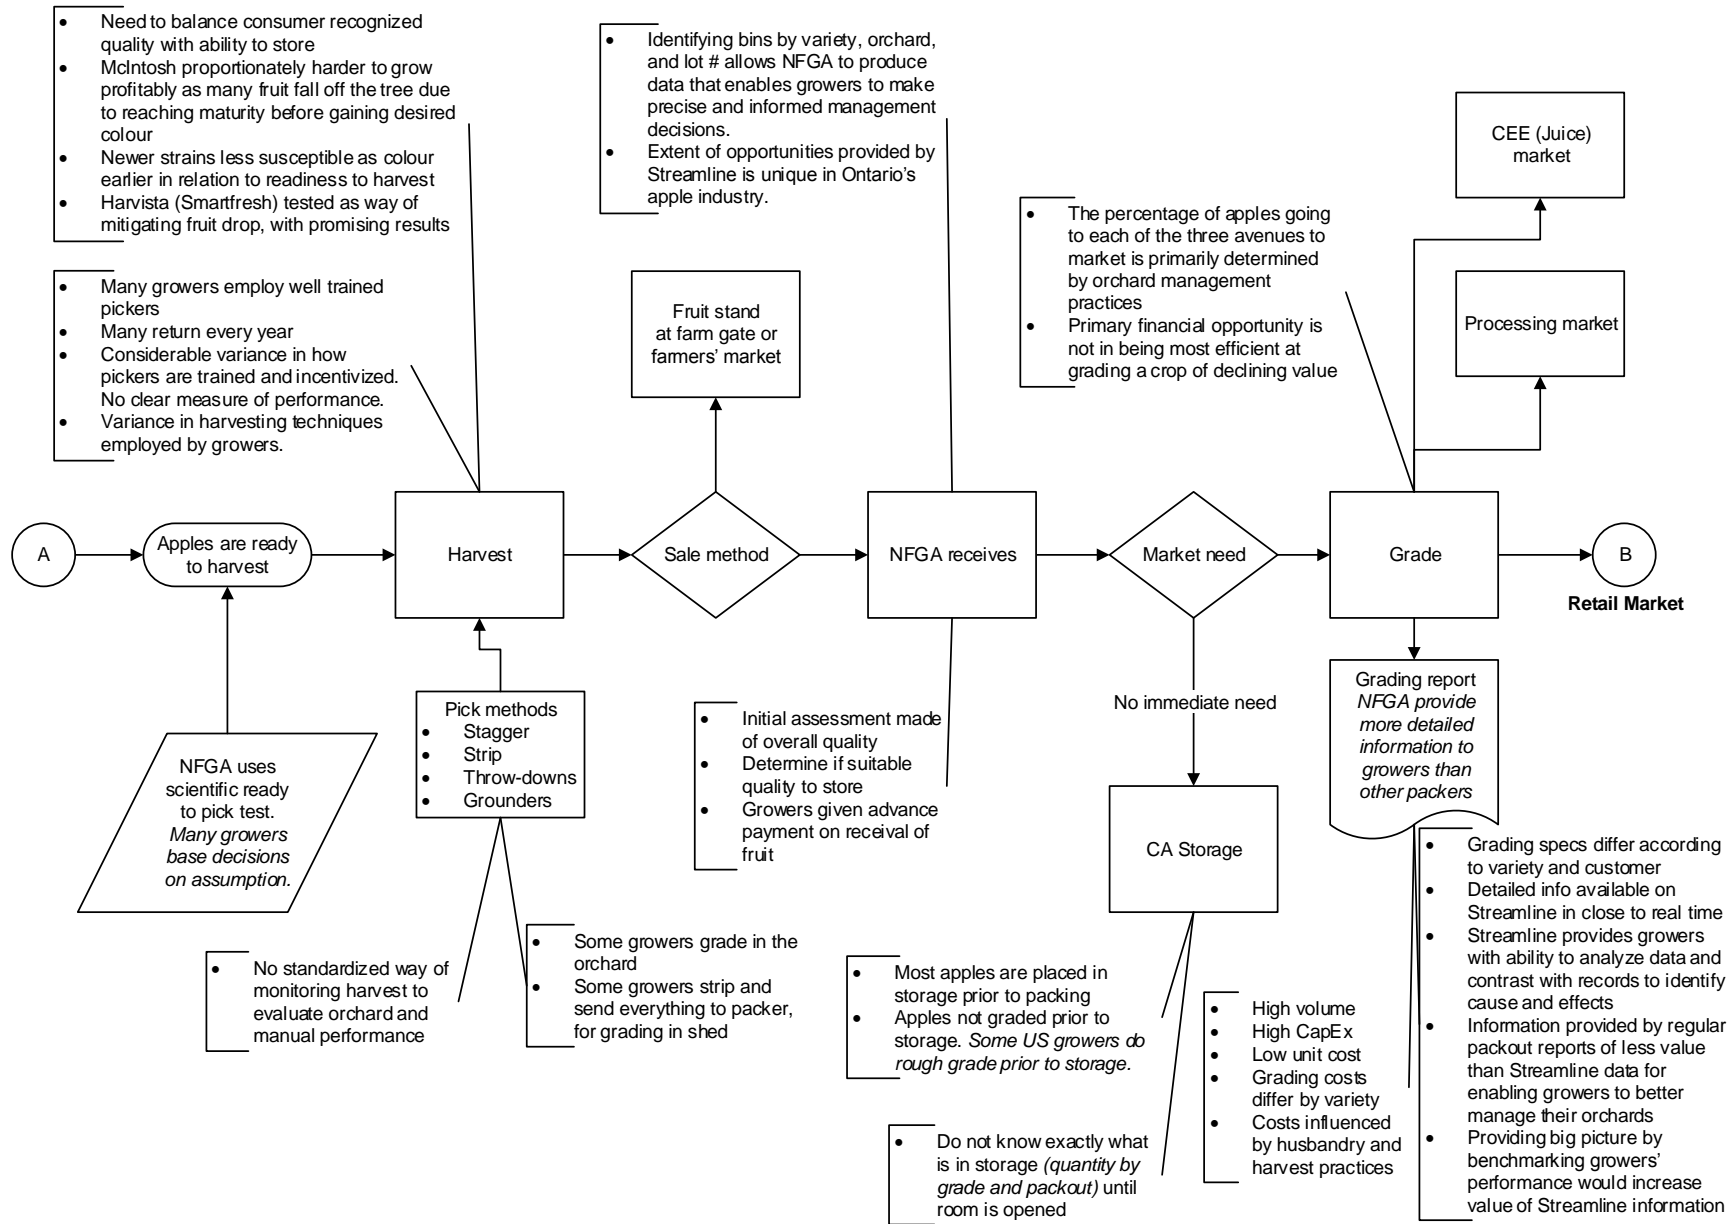 • Need to balance consumer recognized
quality with ability to store
• McIntosh proportionately harder to grow
profitably as many fruit fall off the tree due
to reaching maturity before gaining desired
colour
• Newer strains less susceptible as colour
earlier in relation to readiness to harvest
• Harvista (Smartfresh) tested as way of
mitigating fruit drop, with promising results
• Identifying bins by variety, orchard,
and lot # allows NFGA to produce
data that enables growers to make
precise and informed management
decisions.
• Extent of opportunities provided by
Streamline is unique in Ontario's
apple industry.
CEE (Juice)
market
• The percentage of apples going
to each of the three avenues to
market is primarily determined
by orchard management
practices
• Primary financial opportunity is
not in being most efficient at
grading a crop of declining value
• Many growers employ well trained
pickers
• Many return every year
• Considerable variance in how
pickers are trained and incentivized.
No clear measure of performance.
• Variance in harvesting techniques
employed by growers.
Fruit stand
at farm gate or
farmers' market
Processing market
A
Apples are ready
to harvest
Harvest
Sale method
NFGA receives
Market need
Grade
B
Retail Market
NFGA uses
scientific ready
to pick test.
Many growers
base decisions
on assumption.
Pick methods
• Stagger
• Strip
• Throw-downs
• Grounders
• Initial assessment made
of overall quality
• Determine if suitable
quality to store
• Growers given advance
payment on receival of
fruit
No immediate need
CA Storage
Grading report
NFGA provide
more detailed
information to
growers than
other packers
• No standardized way of
monitoring harvest to
evaluate orchard and
manual performance
• Some growers grade in the
orchard
• Some growers strip and
send everything to packer,
for grading in shed
• Most apples are placed in
storage prior to packing
• Apples not graded prior to
storage. Some US growers do
rough grade prior to storage.
• Do not know exactly what
is in storage (quantity by
grade and packout) until
room is opened
• High volume
• High CapEx
• Low unit cost
• Grading costs
differ by variety
• Costs influenced
by husbandry and
harvest practices
• Grading specs differ according
to variety and customer
• Detailed info available on
Streamline in close to real time
• Streamline provides growers
with ability to analyze data and
contrast with records to identify
cause and effects
• Information provided by regular
packout reports of less value
than Streamline data for
enabling growers to better
manage their orchards
• Providing big picture by
benchmarking growers'
performance would increase
value of Streamline information